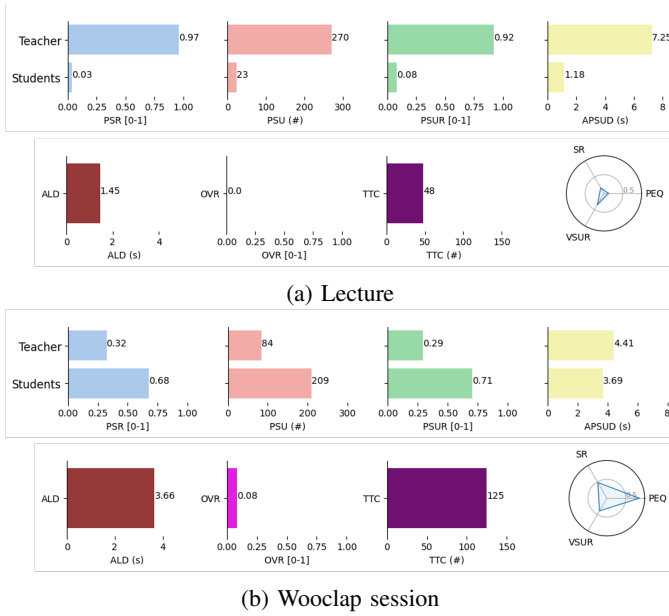 Teacher 0.97 270 0.92 7.25
Students 0.03 23 0.08 1.18
0.00 0.25 0.50 0.75 1.00 0 100 200 300 0.00 0.25 0.50 0.75 1.00 0 2 4 6 8
PSR [0-1] PSU (#) PSUR [0-1] APSUD (s)
SR
ALD 1.45 OVR 0.0 TTC 48 0.5 PEQ
VSUR
0 2 4 0.00 0.25 0.50 0.75 1.00 0 50 100 150
ALD (s) OVR [0-1] TTC (#)
(a) Lecture
Teacher 0.32 84 0.29 4.41
Students 0.68 209 0.71 3.69
0.00 0.25 0.50 0.75 1.00 0 100 200 300 0.00 0.25 0.50 0.75 1.00 0 2 4 6 8
PSR [0-1] PSU (#) PSUR [0-1] APSUD (s)
SR
ALD 3.66 OVR 0.08 TTC 125 0.5 PEQ
VSUR
0 2 4 0.00 0.25 0.50 0.75 1.00 0 50 100 150
ALD (s) OVR [0-1] TTC (#)
(b) Wooclap session